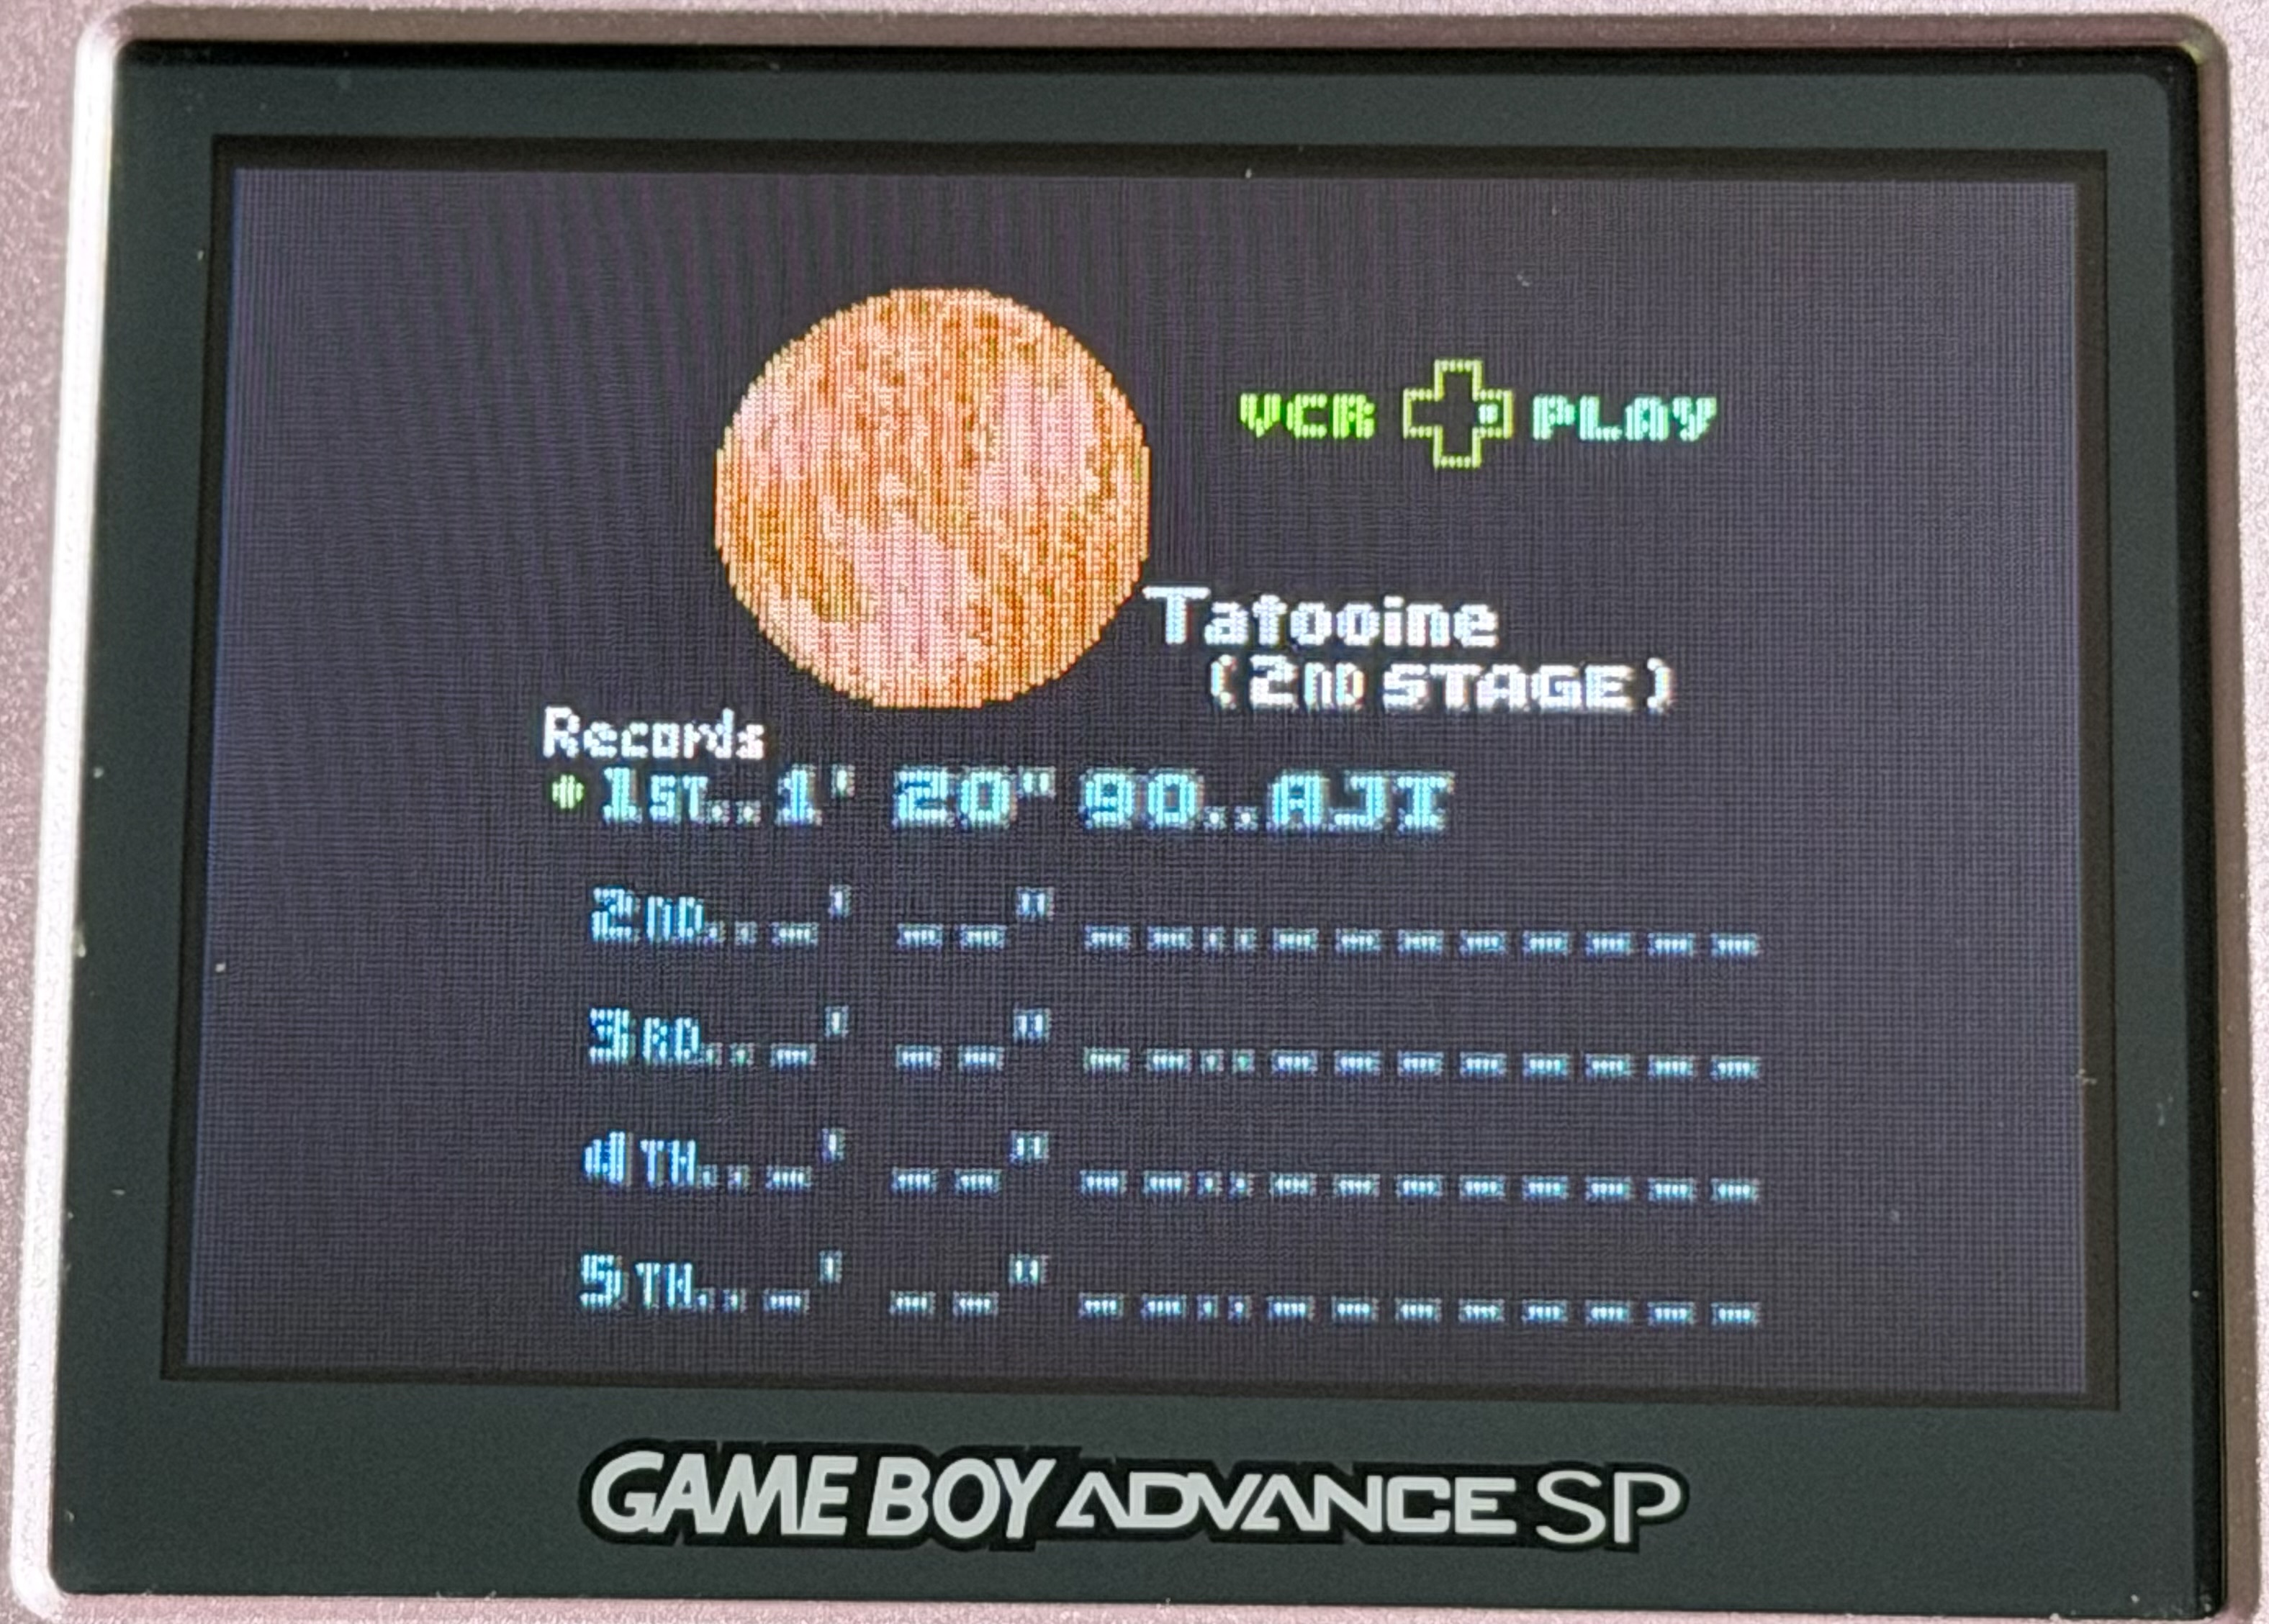 VCR PLAY
Tatooine
(2ND STAGE)
Records
1ST..1' 20" 90..AJI
2ND.._' _ _" _ _.._ _ _ _ _ _ _ _
3RD.._' _ _" _ _.._ _ _ _ _ _ _ _
4TH.._' _ _" _ _.._ _ _ _ _ _ _ _
5TH.._' _ _" _ _.._ _ _ _ _ _ _ _
GAME BOY ADVANCE SP